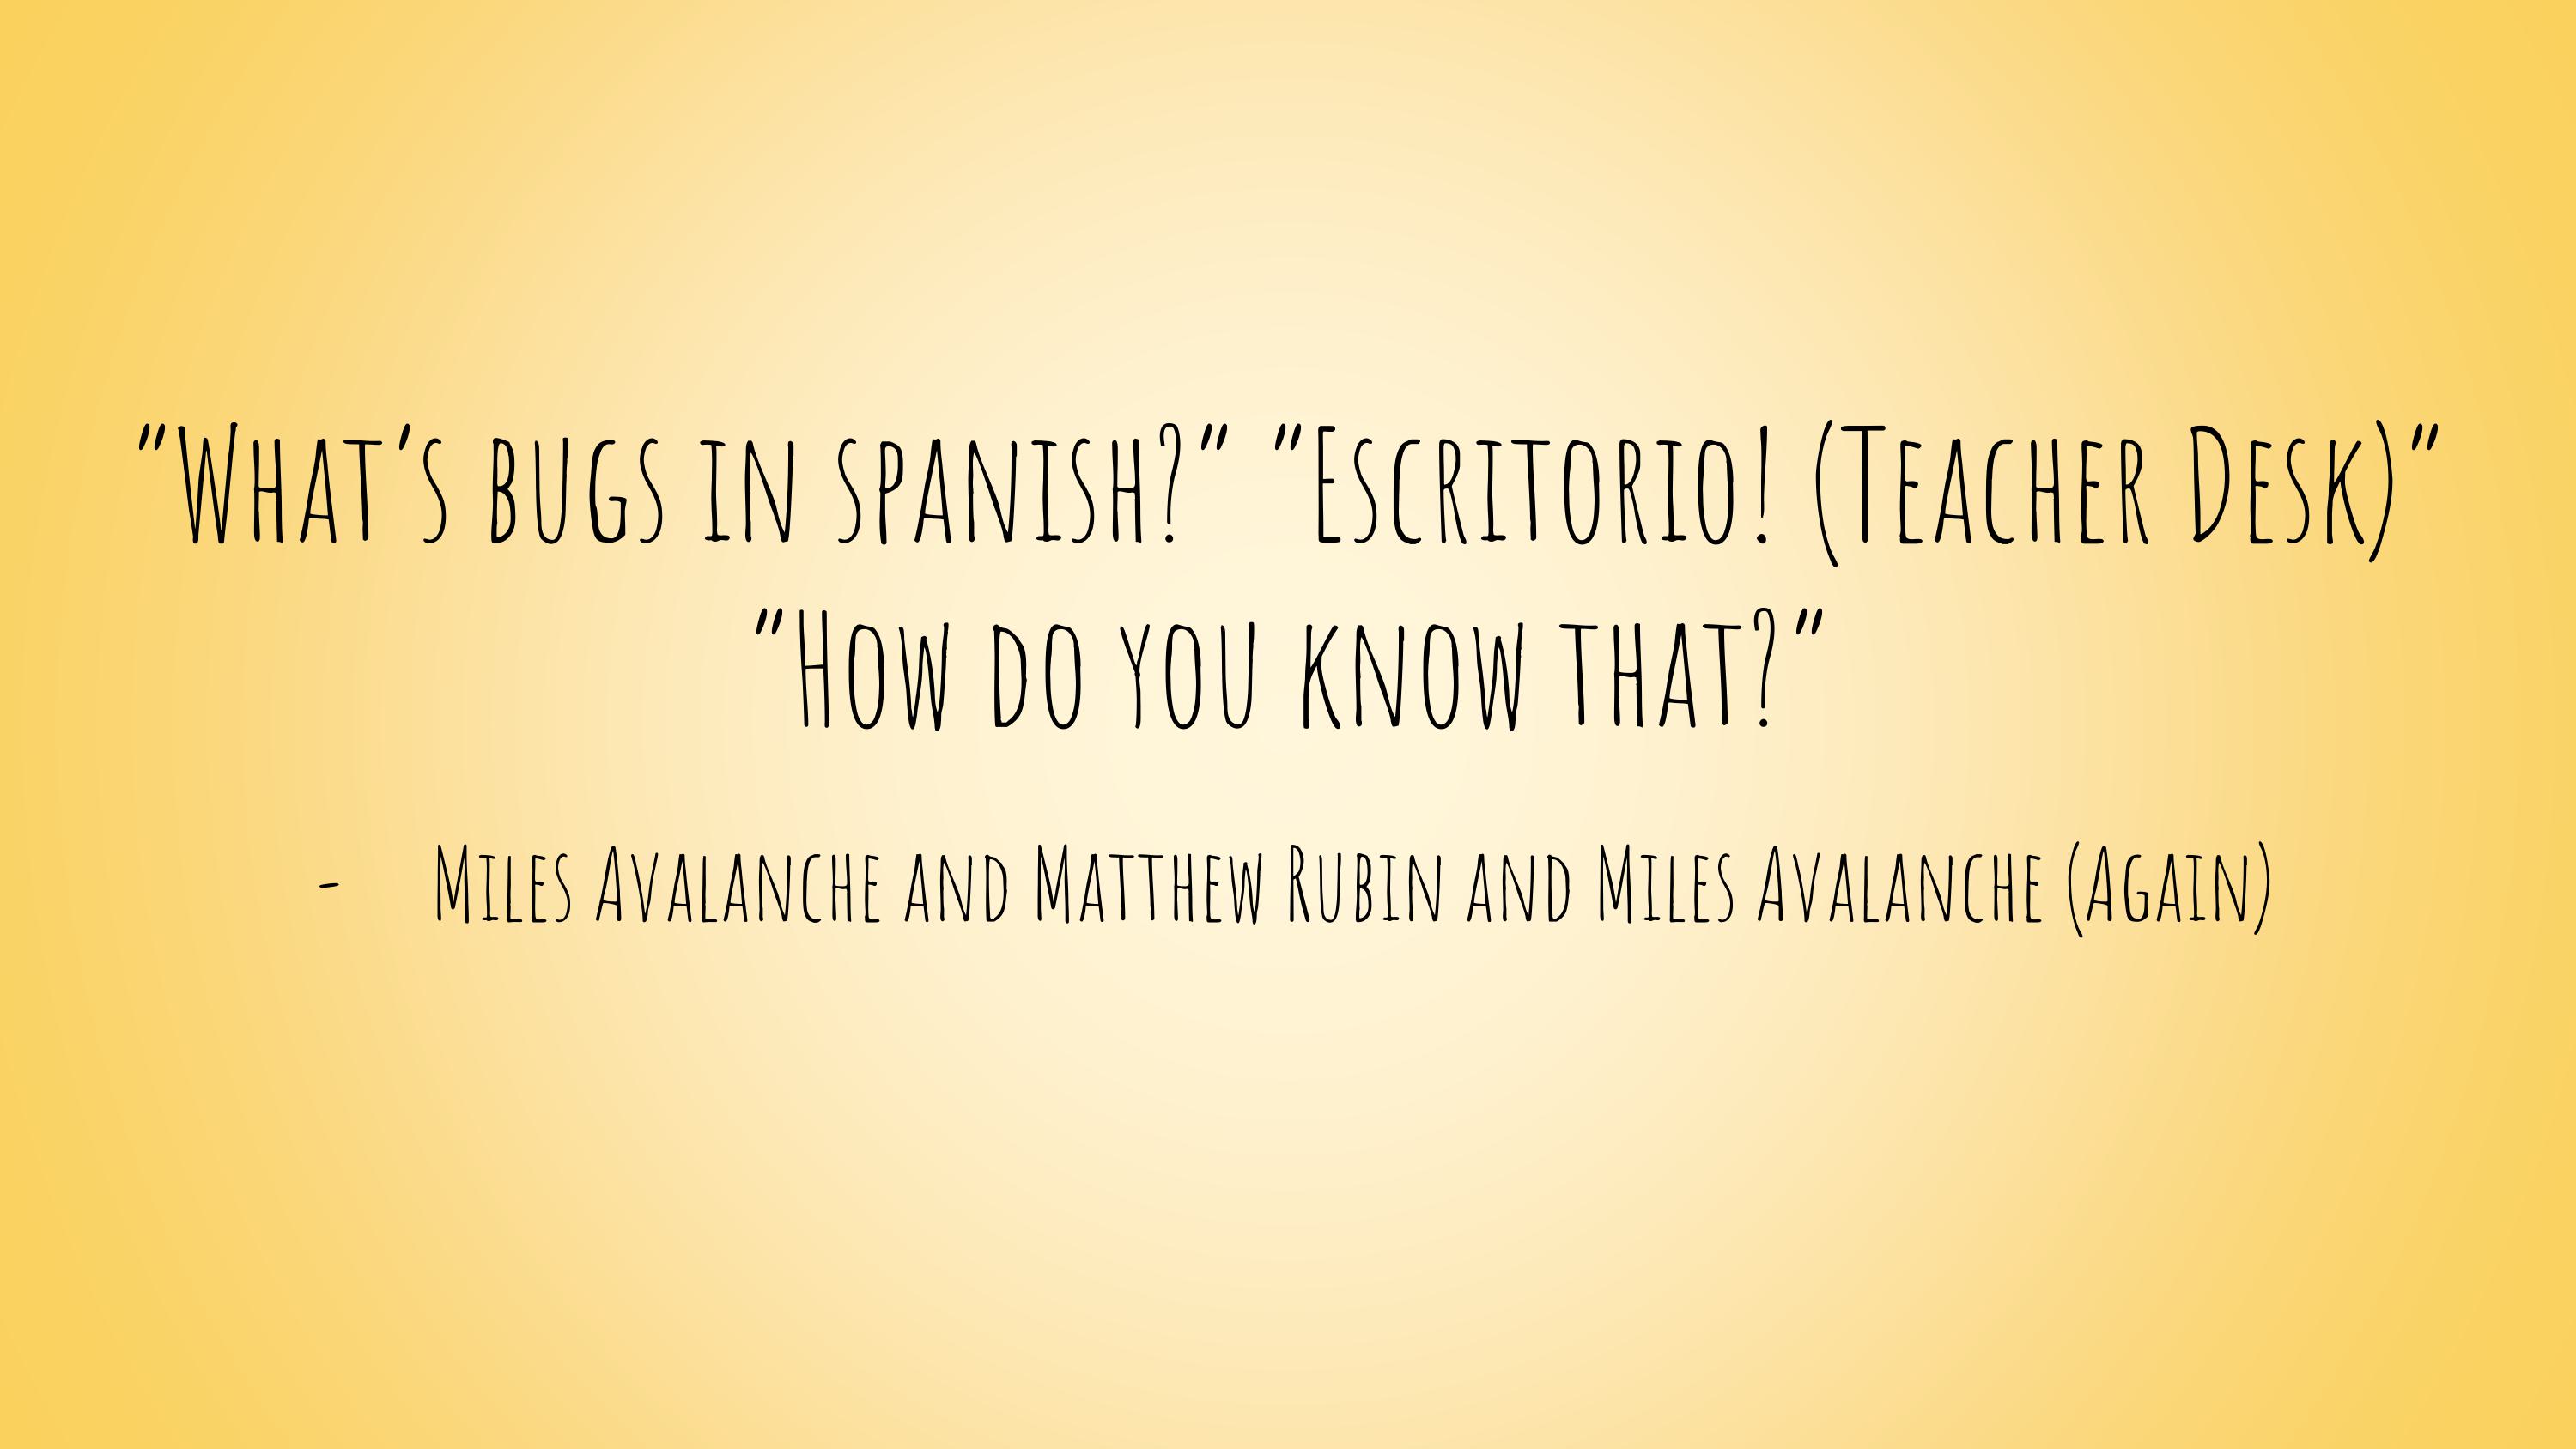 "What's bugs in spanish?" "Escritorio! (Teacher Desk)"
"How do you know that?"
- Miles Avalanche and Matthew Rubin and Miles Avalanche (Again)